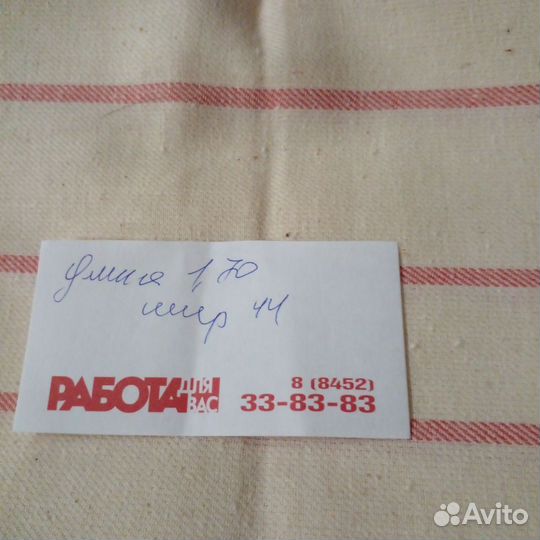 длина 1,70
шир 44
РАБОТА ДЛЯ ВАС
8 (8452)
33-83-83
Avito